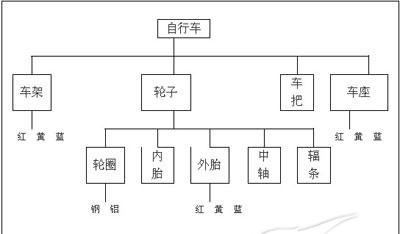 自行车
车架
轮子
车
把
车座
红 黄 蓝
红 黄 蓝
轮圈
内
胎
外胎
中
轴
辐
条
钢 铝
红 黄 蓝